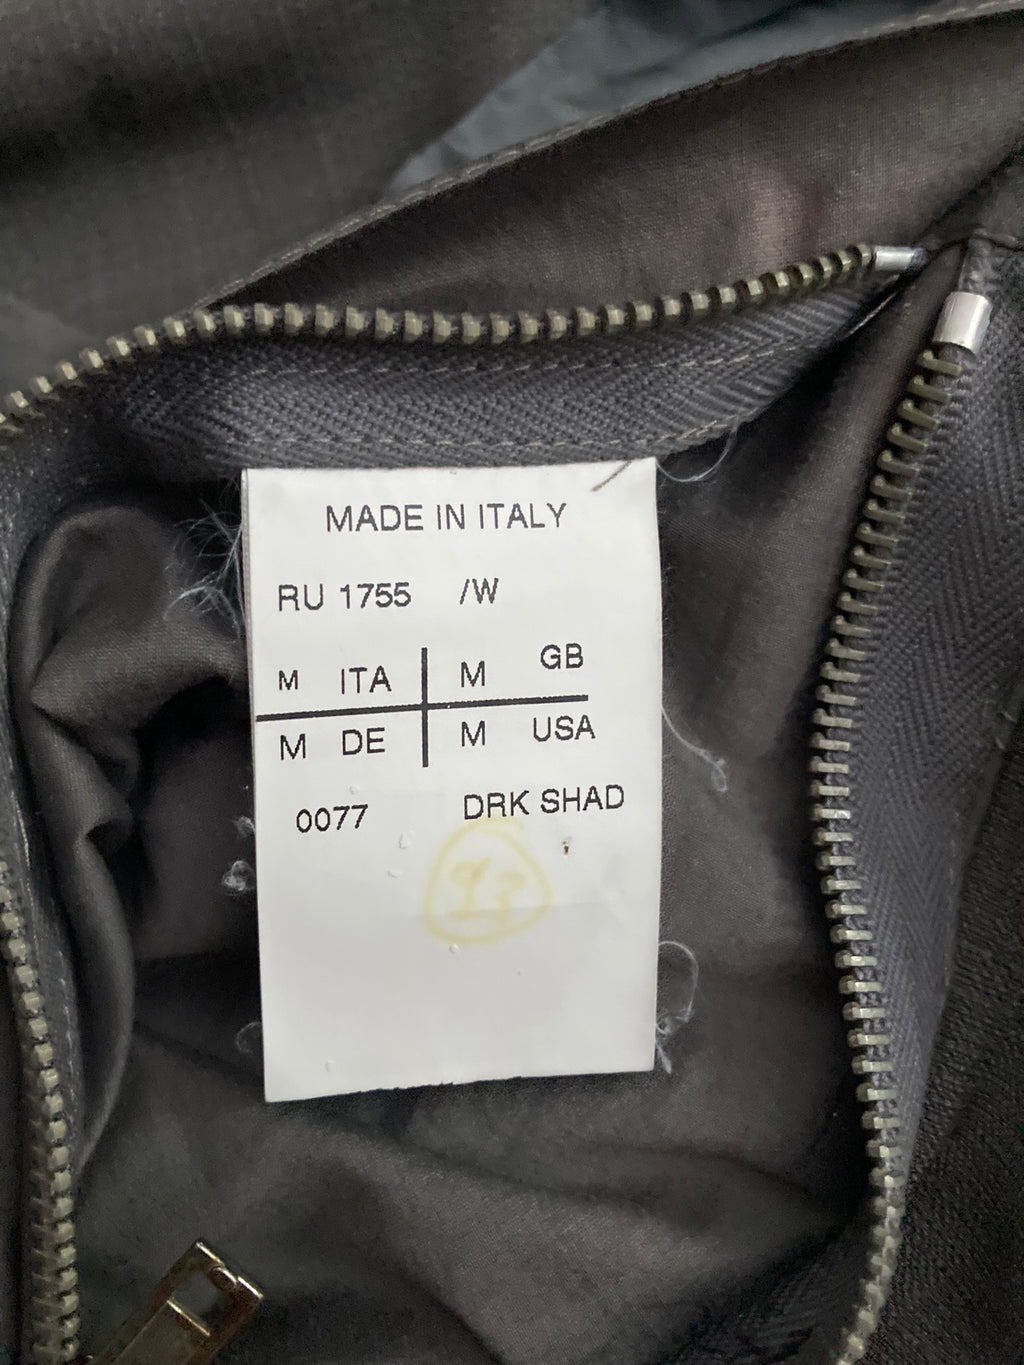 MADE IN ITALY
RU 1755 /W
M ITA M GB
M DE M USA
0077 DRK SHAD